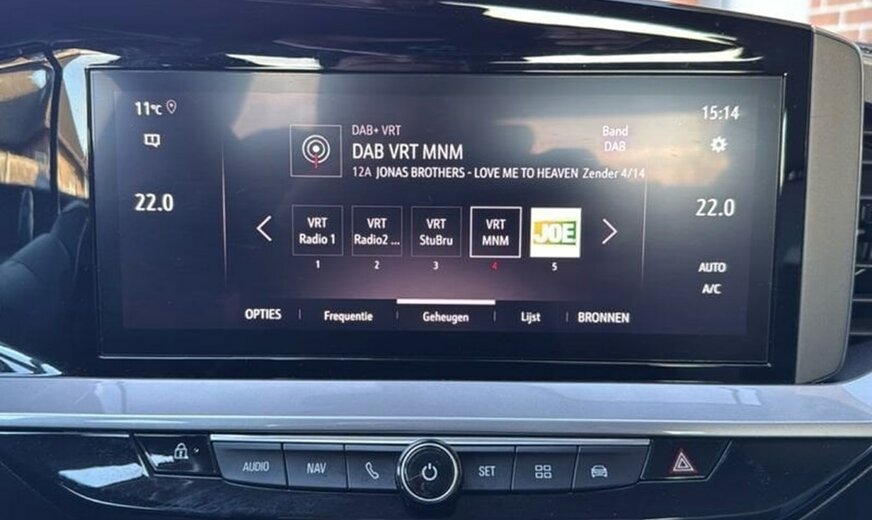 11°C
15:14
DAB+ VRT
DAB VRT MNM
12A JONAS BROTHERS - LOVE ME TO HEAVEN Zender 4/14
Band
DAB
22.0
22.0
VRT
Radio 1
VRT
Radio2 ...
VRT
StuBru
VRT
MNM
JOE
1
2
3
4
5
AUTO
A/C
OPTIES
Frequentie
Geheugen
Lijst
BRONNEN
AUDIO
NAV
SET